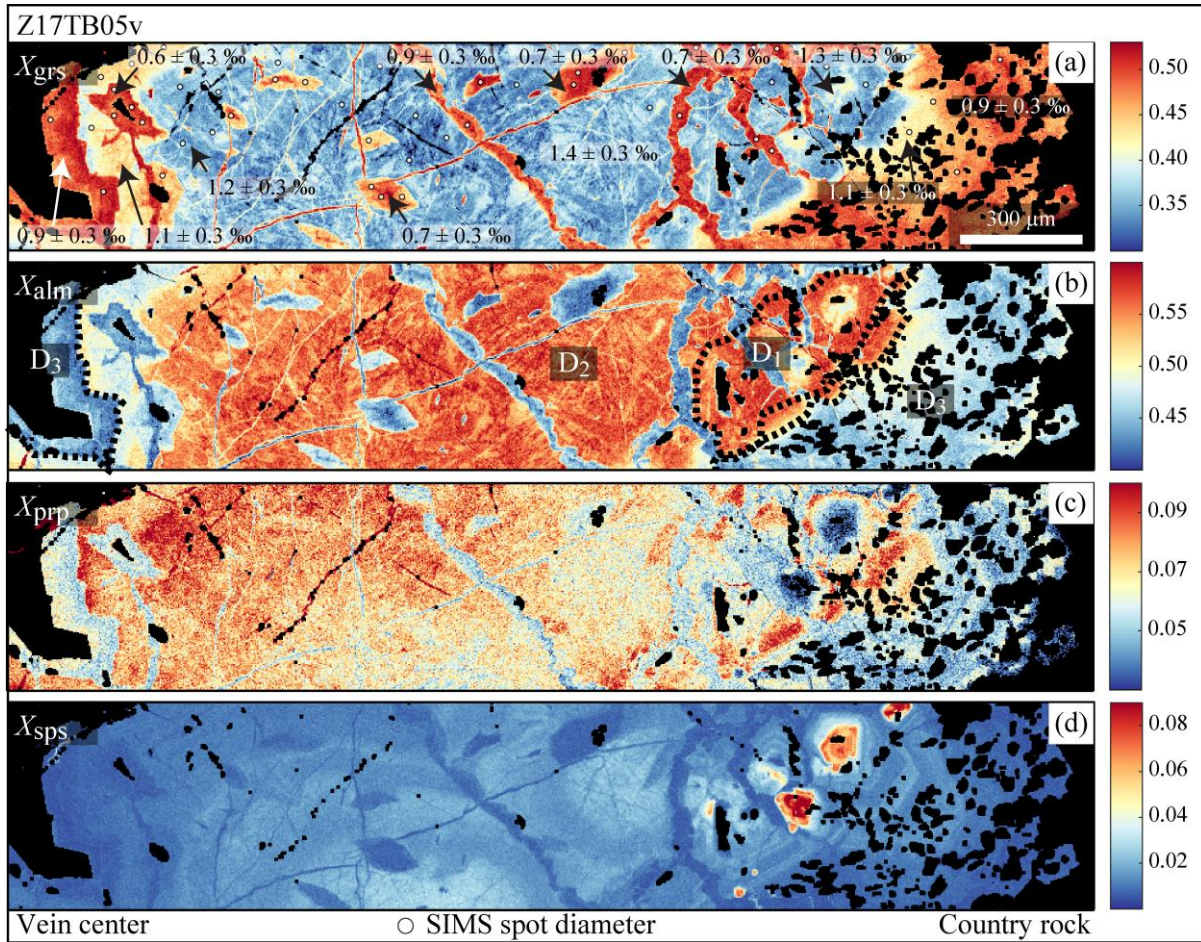 Z17TB05v
Xgrs
0.6 ± 0.3 ‰
0.9 ± 0.3 ‰
0.7 ± 0.3 ‰
0.7 ± 0.3 ‰
1.3 ± 0.3 ‰
(a)
0.9 ± 0.3 ‰
1.4 ± 0.3 ‰
1.2 ± 0.3 ‰
1.1 ± 0.3 ‰
0.9 ± 0.3 ‰
1.1 ± 0.3 ‰
0.7 ± 0.3 ‰
300 µm
0.50
0.45
0.40
0.35
Xalm
(b)
D3
D2
D1
D3
0.55
0.50
0.45
Xprp
(c)
0.09
0.07
0.05
Xsps
(d)
0.08
0.06
0.04
0.02
Vein center
SIMS spot diameter
Country rock